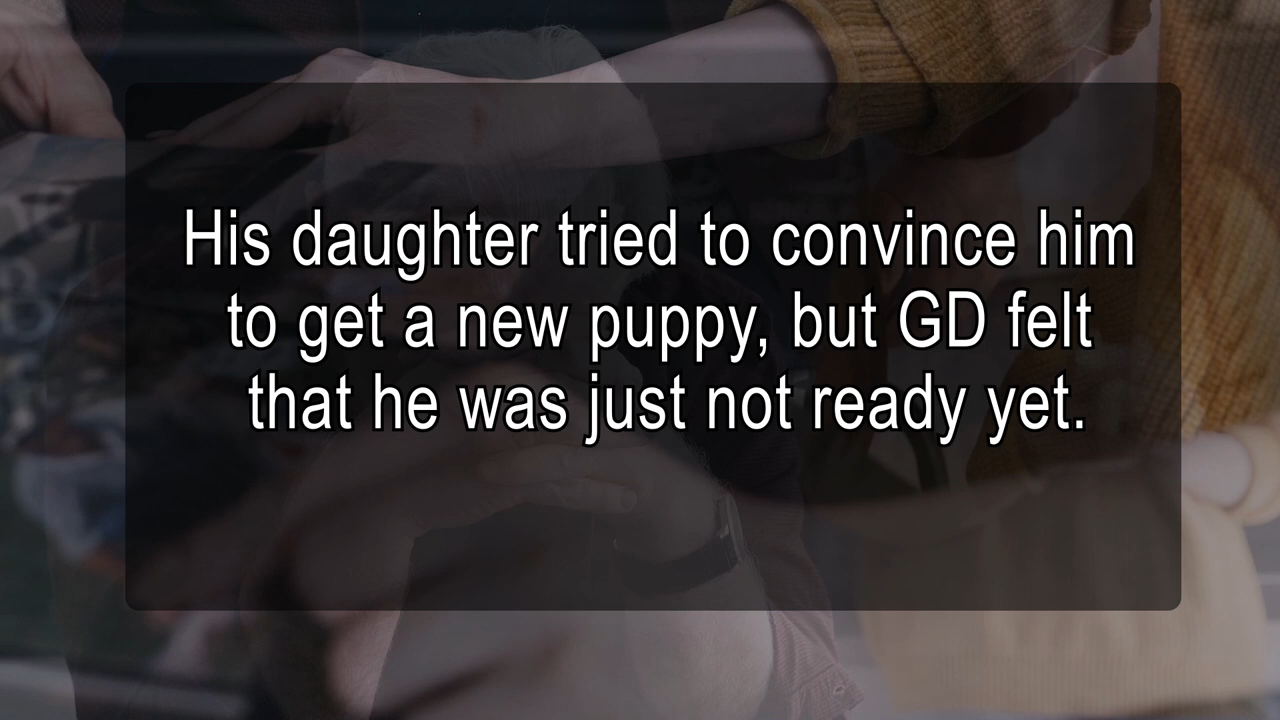 His daughter tried to convince him
to get a new puppy, but GD felt
that he was just not ready yet.